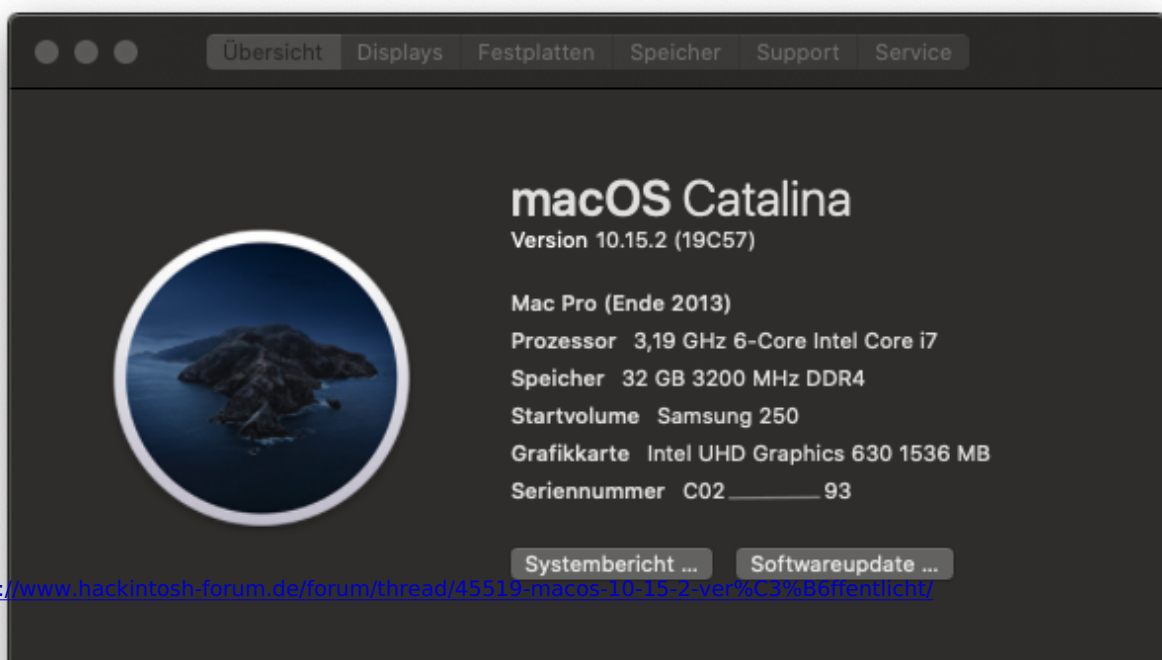 Übersicht Displays Festplatten Speicher Support Service
macOS Catalina
Version 10.15.2 (19C57)
Mac Pro (Ende 2013)
Prozessor 3,19 GHz 6-Core Intel Core i7
Speicher 32 GB 3200 MHz DDR4
Startvolume Samsung 250
Grafikkarte Intel UHD Graphics 630 1536 MB
Seriennummer C02 93
Systembericht ... Softwareupdate ...
://www.hackintosh-forum.de/forum/thread/45519-macos-10-15-2-ver%C3%B6ffentlicht/